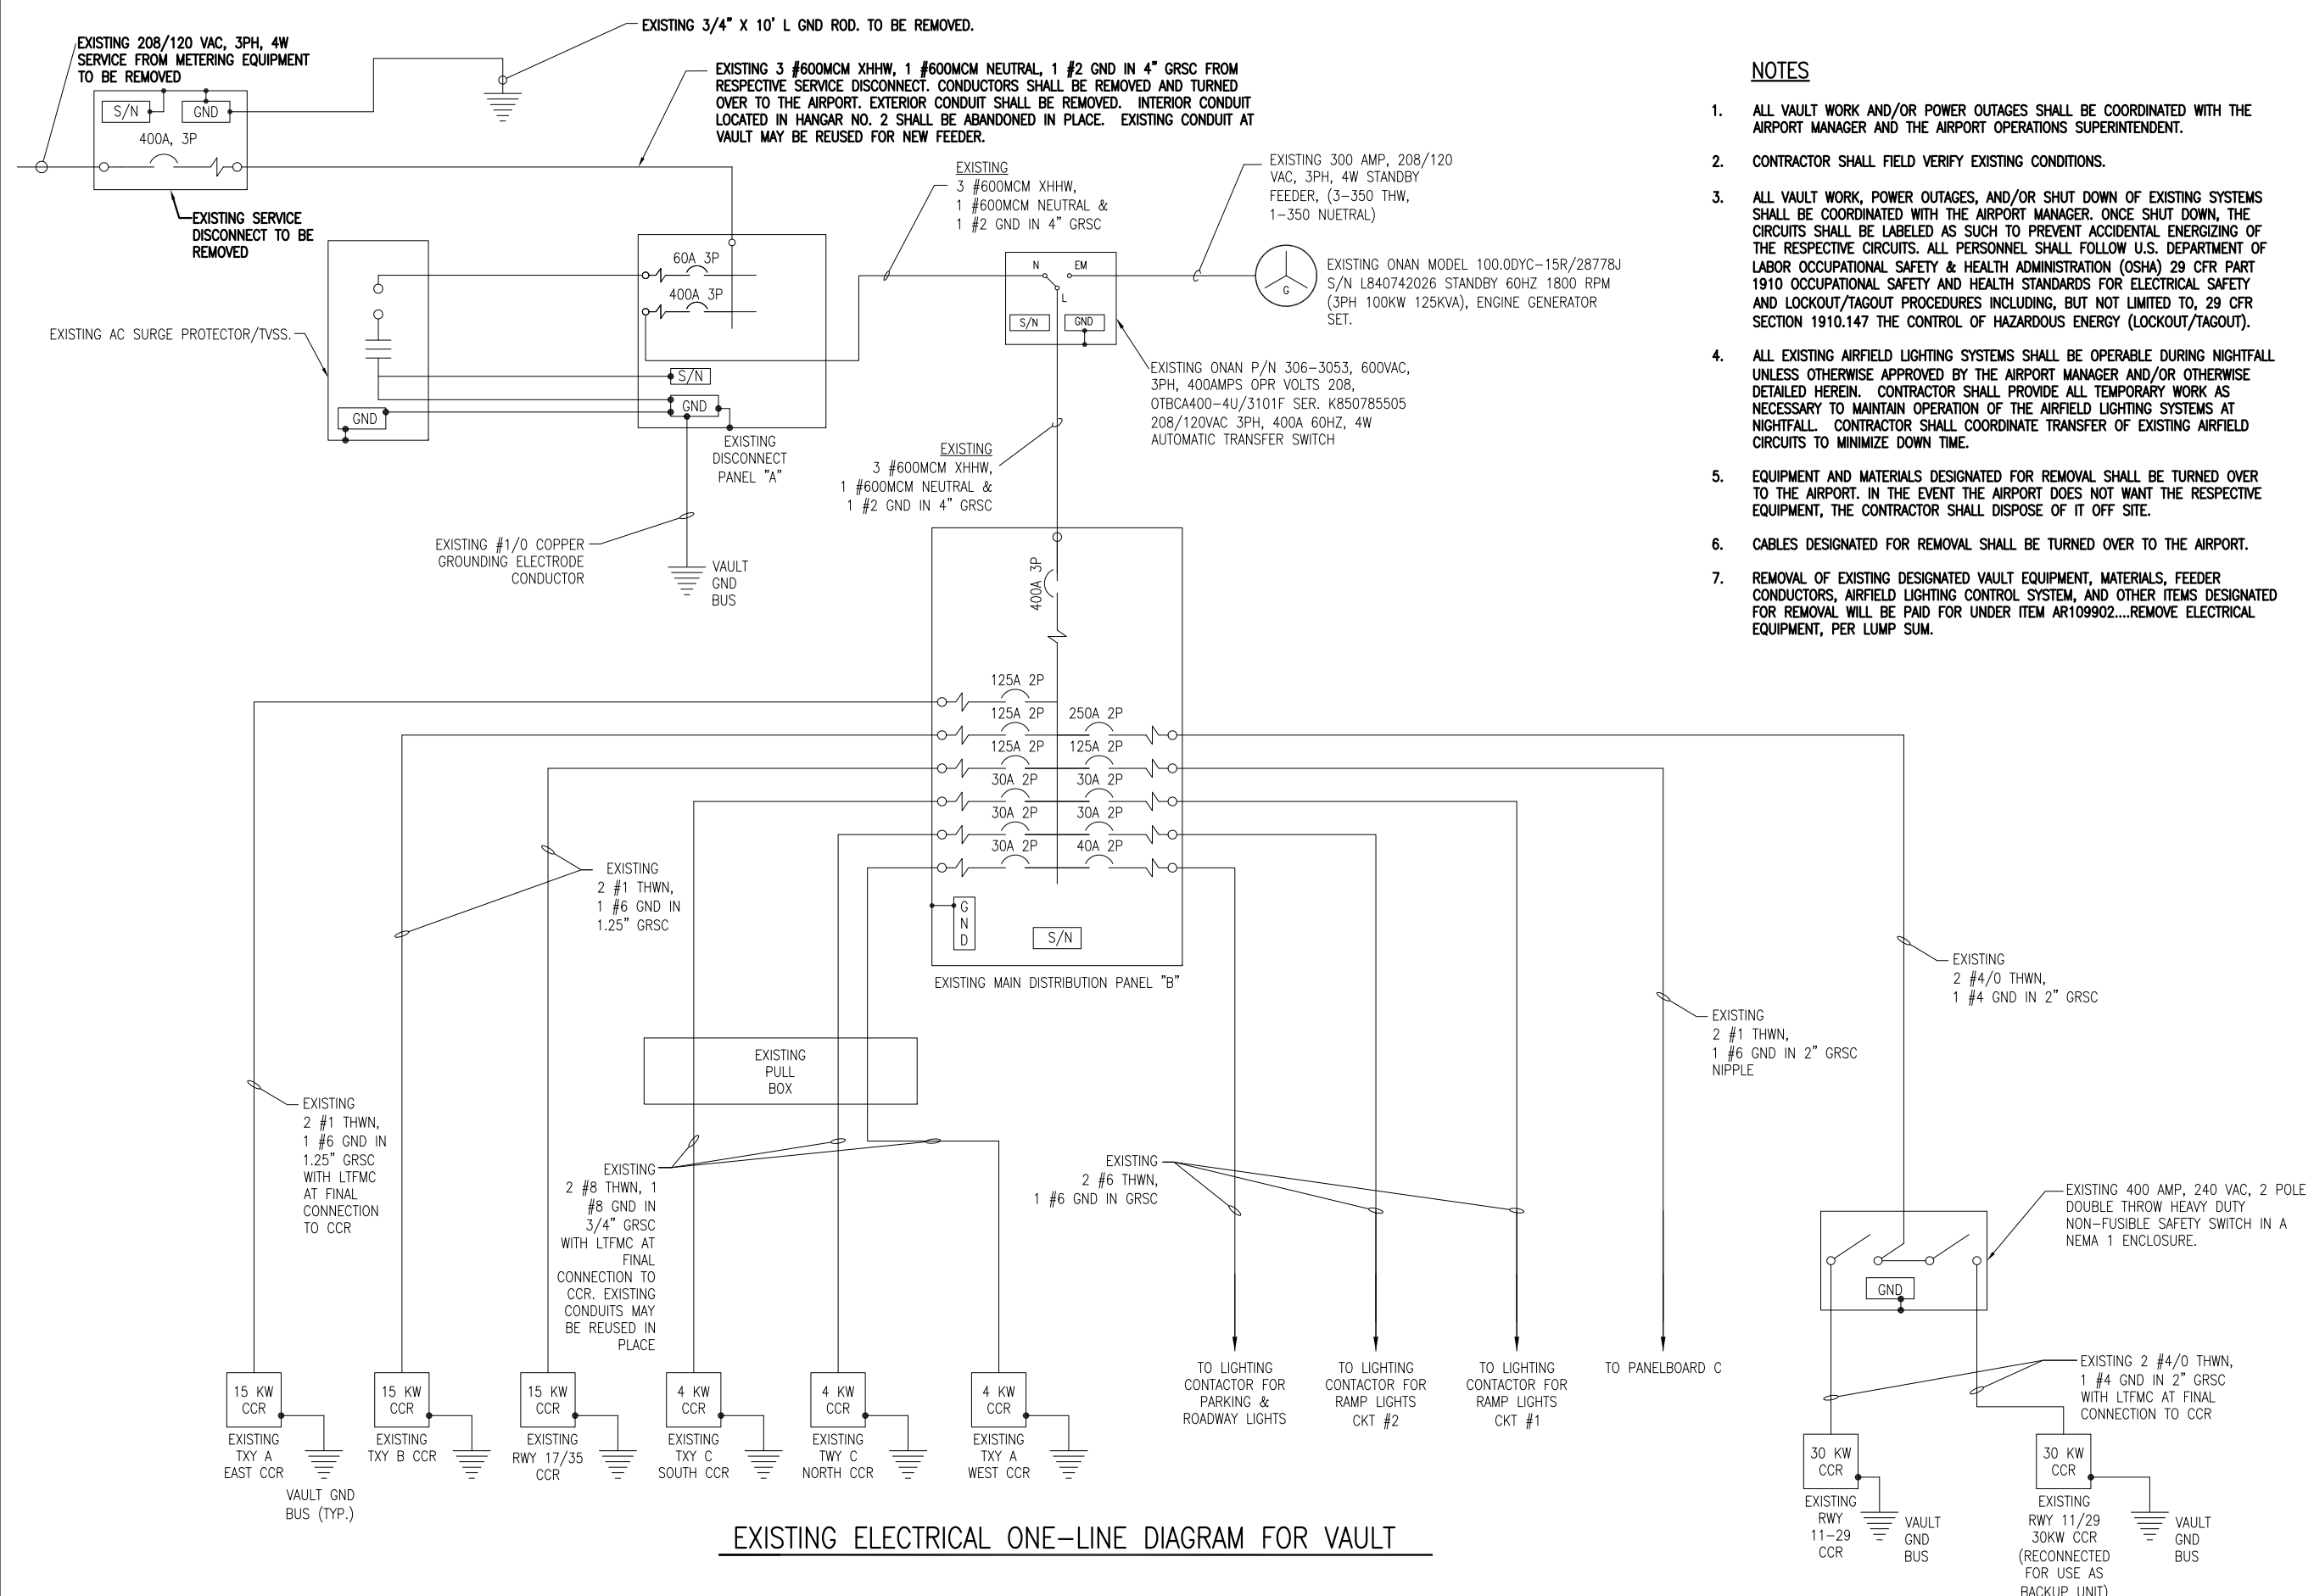 EXISTING 3/4" X 10' L GND ROD. TO BE REMOVED.
EXISTING 208/120 VAC, 3PH, 4W
SERVICE FROM METERING EQUIPMENT
TO BE REMOVED
S/N
GND
400A, 3P
EXISTING SERVICE
DISCONNECT TO BE
REMOVED
EXISTING 3 #600MCM XHHW, 1 #600MCM NEUTRAL, 1 #2 GND IN 4" GRSC FROM
RESPECTIVE SERVICE DISCONNECT. CONDUCTORS SHALL BE REMOVED AND TURNED
OVER TO THE AIRPORT. EXTERIOR CONDUIT SHALL BE REMOVED. INTERIOR CONDUIT
LOCATED IN HANGAR NO. 2 SHALL BE ABANDONED IN PLACE. EXISTING CONDUIT AT
VAULT MAY BE REUSED FOR NEW FEEDER.
EXISTING
3 #600MCM XHHW,
1 #600MCM NEUTRAL &
1 #2 GND IN 4" GRSC
EXISTING 300 AMP, 208/120
VAC, 3PH, 4W STANDBY
FEEDER, (3-350 THW,
1-350 NUETRAL)
EXISTING AC SURGE PROTECTOR/TVSS.
GND
60A 3P
400A 3P
S/N
GND
EXISTING
DISCONNECT
PANEL "A"
N
EM
L
S/N
GND
G
EXISTING ONAN MODEL 100.0DYC-15R/28778J
S/N L840742026 STANDBY 60HZ 1800 RPM
(3PH 100KW 125KVA), ENGINE GENERATOR
SET.
EXISTING ONAN P/N 306-3053, 600VAC,
3PH, 400AMPS OPR VOLTS 208,
OTBCA400-4U/3101F SER. K850785505
208/120VAC 3PH, 400A 60HZ, 4W
AUTOMATIC TRANSFER SWITCH
EXISTING
3 #600MCM XHHW,
1 #600MCM NEUTRAL &
1 #2 GND IN 4" GRSC
EXISTING #1/0 COPPER
GROUNDING ELECTRODE
CONDUCTOR
VAULT
GND
BUS
400A 3P
125A 2P
125A 2P 250A 2P
125A 2P 125A 2P
30A 2P 30A 2P
30A 2P 30A 2P
30A 2P 40A 2P
G
N
D
S/N
EXISTING MAIN DISTRIBUTION PANEL "B"
EXISTING
2 #1 THWN,
1 #6 GND IN
1.25" GRSC
EXISTING
PULL
BOX
EXISTING
2 #1 THWN,
1 #6 GND IN
1.25" GRSC
WITH LTFMC
AT FINAL
CONNECTION
TO CCR
EXISTING
2 #8 THWN, 1
#8 GND IN
3/4" GRSC
WITH LTFMC AT
FINAL
CONNECTION TO
CCR. EXISTING
CONDUITS MAY
BE REUSED IN
PLACE
EXISTING
2 #6 THWN,
1 #6 GND IN GRSC
EXISTING
2 #4/0 THWN,
1 #4 GND IN 2" GRSC
EXISTING
2 #1 THWN,
1 #6 GND IN 2" GRSC
NIPPLE
EXISTING 400 AMP, 240 VAC, 2 POLE
DOUBLE THROW HEAVY DUTY
NON-FUSIBLE SAFETY SWITCH IN A
NEMA 1 ENCLOSURE.
GND
EXISTING 2 #4/0 THWN,
1 #4 GND IN 2" GRSC
WITH LTFMC AT FINAL
CONNECTION TO CCR
15 KW
CCR
EXISTING
TXY A
EAST CCR
VAULT GND
BUS (TYP.)
15 KW
CCR
EXISTING
TXY B CCR
15 KW
CCR
EXISTING
RWY 17/35
CCR
4 KW
CCR
EXISTING
TXY C
SOUTH CCR
4 KW
CCR
EXISTING
TWY C
NORTH CCR
4 KW
CCR
EXISTING
TXY A
WEST CCR
TO LIGHTING
CONTACTOR FOR
PARKING &
ROADWAY LIGHTS
TO LIGHTING
CONTACTOR FOR
RAMP LIGHTS
CKT #2
TO LIGHTING
CONTACTOR FOR
RAMP LIGHTS
CKT #1
TO PANELBOARD C
30 KW
CCR
EXISTING
RWY
11-29
CCR
VAULT
GND
BUS
30 KW
CCR
EXISTING
RWY 11/29
30KW CCR
(RECONNECTED
FOR USE AS
BACKUP UNIT)
VAULT
GND
BUS
EXISTING ELECTRICAL ONE-LINE DIAGRAM FOR VAULT
NOTES
1. ALL VAULT WORK AND/OR POWER OUTAGES SHALL BE COORDINATED WITH THE
AIRPORT MANAGER AND THE AIRPORT OPERATIONS SUPERINTENDENT.
2. CONTRACTOR SHALL FIELD VERIFY EXISTING CONDITIONS.
3. ALL VAULT WORK, POWER OUTAGES, AND/OR SHUT DOWN OF EXISTING SYSTEMS
SHALL BE COORDINATED WITH THE AIRPORT MANAGER. ONCE SHUT DOWN, THE
CIRCUITS SHALL BE LABELED AS SUCH TO PREVENT ACCIDENTAL ENERGIZING OF
THE RESPECTIVE CIRCUITS. ALL PERSONNEL SHALL FOLLOW U.S. DEPARTMENT OF
LABOR OCCUPATIONAL SAFETY & HEALTH ADMINISTRATION (OSHA) 29 CFR PART
1910 OCCUPATIONAL SAFETY AND HEALTH STANDARDS FOR ELECTRICAL SAFETY
AND LOCKOUT/TAGOUT PROCEDURES INCLUDING, BUT NOT LIMITED TO, 29 CFR
SECTION 1910.147 THE CONTROL OF HAZARDOUS ENERGY (LOCKOUT/TAGOUT).
4. ALL EXISTING AIRFIELD LIGHTING SYSTEMS SHALL BE OPERABLE DURING NIGHTFALL
UNLESS OTHERWISE APPROVED BY THE AIRPORT MANAGER AND/OR OTHERWISE
DETAILED HEREIN. CONTRACTOR SHALL PROVIDE ALL TEMPORARY WORK AS
NECESSARY TO MAINTAIN OPERATION OF THE AIRFIELD LIGHTING SYSTEMS AT
NIGHTFALL. CONTRACTOR SHALL COORDINATE TRANSFER OF EXISTING AIRFIELD
CIRCUITS TO MINIMIZE DOWN TIME.
5. EQUIPMENT AND MATERIALS DESIGNATED FOR REMOVAL SHALL BE TURNED OVER
TO THE AIRPORT. IN THE EVENT THE AIRPORT DOES NOT WANT THE RESPECTIVE
EQUIPMENT, THE CONTRACTOR SHALL DISPOSE OF IT OFF SITE.
6. CABLES DESIGNATED FOR REMOVAL SHALL BE TURNED OVER TO THE AIRPORT.
7. REMOVAL OF EXISTING DESIGNATED VAULT EQUIPMENT, MATERIALS, FEEDER
CONDUCTORS, AIRFIELD LIGHTING CONTROL SYSTEM, AND OTHER ITEMS DESIGNATED
FOR REMOVAL WILL BE PAID FOR UNDER ITEM AR109902....REMOVE ELECTRICAL
EQUIPMENT, PER LUMP SUM.